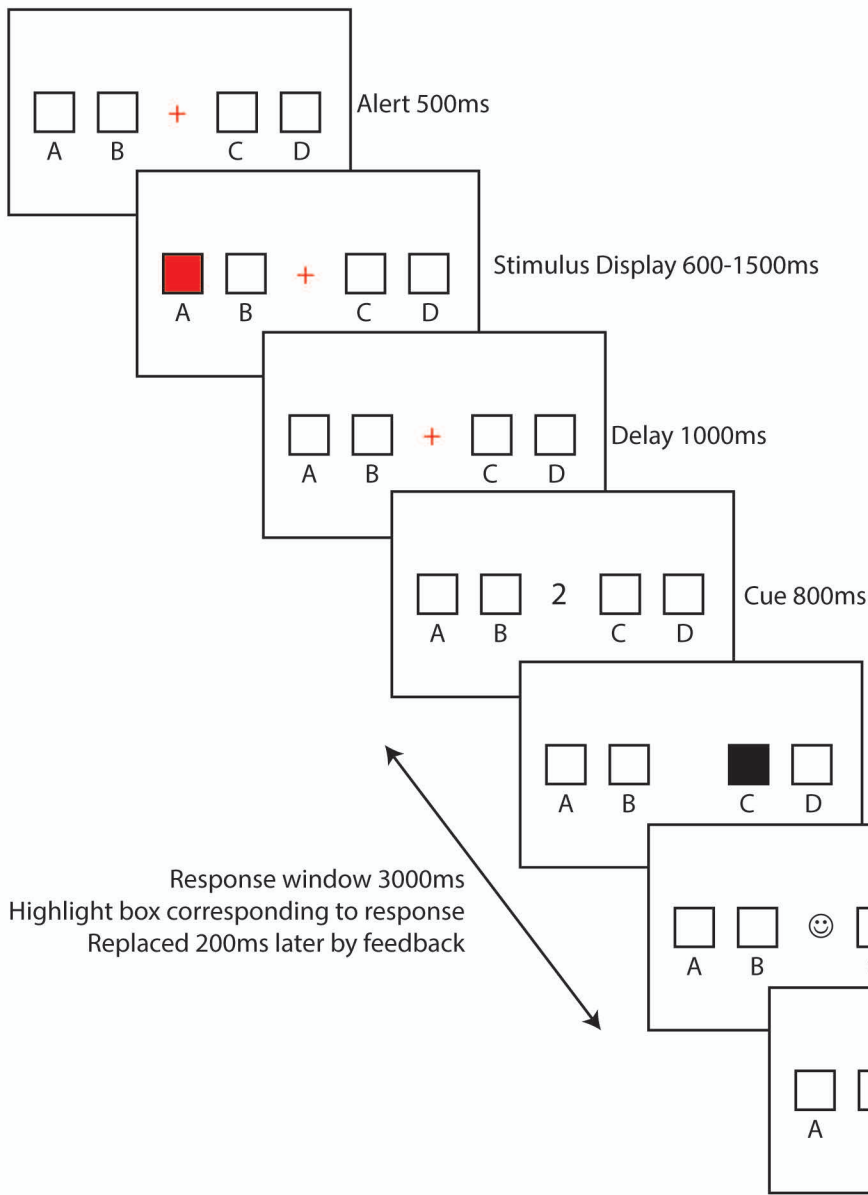 Alert 500ms
A B C D
Stimulus Display 600-1500ms
A B C D
Delay 1000ms
A B C D
2
Cue 800ms
A B C D
A B C D
Response window 3000ms
Highlight box corresponding to response
Replaced 200ms later by feedback
A B
A